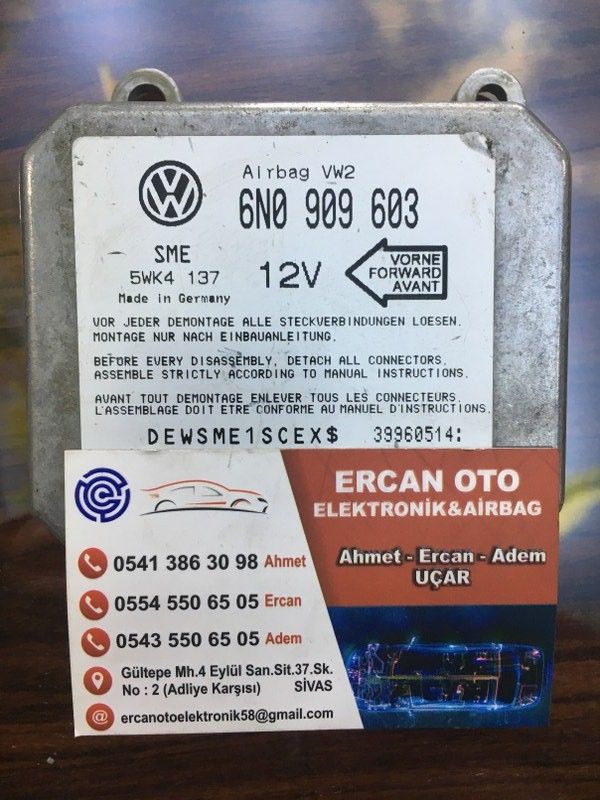 Airbag VW2
6N0 909 603
SME
5WK4 137
12V
Made in Germany
VORNE
FORWARD
AVANT
VOR JEDER DEMONTAGE ALLE STECKVERBINDUNGEN LOESEN.
MONTAGE NUR NACH EINBAUANLEITUNG.
BEFORE EVERY DISASSEMBLY, DETACH ALL CONNECTORS.
ASSEMBLE STRICTLY ACCORDING TO MANUAL INSTRUCTIONS.
AVANT TOUT DEMONTAGE ENLEVER TOUS LES CONNECTEURS.
L'ASSEMBLAGE DOIT ETRE CONFORME AU MANUEL D'INSTRUCTIONS.
DEWSME1SCEX$ 39960514:
ERCAN OTO
ELEKTRONİK&AİRBAG
Ahmet - Ercan - Adem
UÇAR
0541 386 30 98 Ahmet
0554 550 65 05 Ercan
0543 550 65 05 Adem
Gültepe Mh.4 Eylül San.Sit.37.Sk.
No : 2 (Adliye Karşısı) SİVAS
ercanotoelektronik58@gmail.com